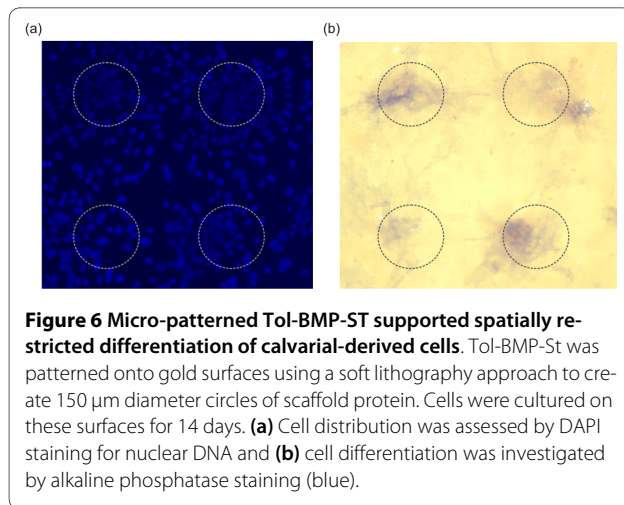 (a)
(b)
Figure 6 Micro-patterned Tol-BMP-ST supported spatially re-
stricted differentiation of calvarial-derived cells. Tol-BMP-St was
patterned onto gold surfaces using a soft lithography approach to cre-
ate 150 μm diameter circles of scaffold protein. Cells were cultured on
these surfaces for 14 days. (a) Cell distribution was assessed by DAPI
staining for nuclear DNA and (b) cell differentiation was investigated
by alkaline phosphatase staining (blue).